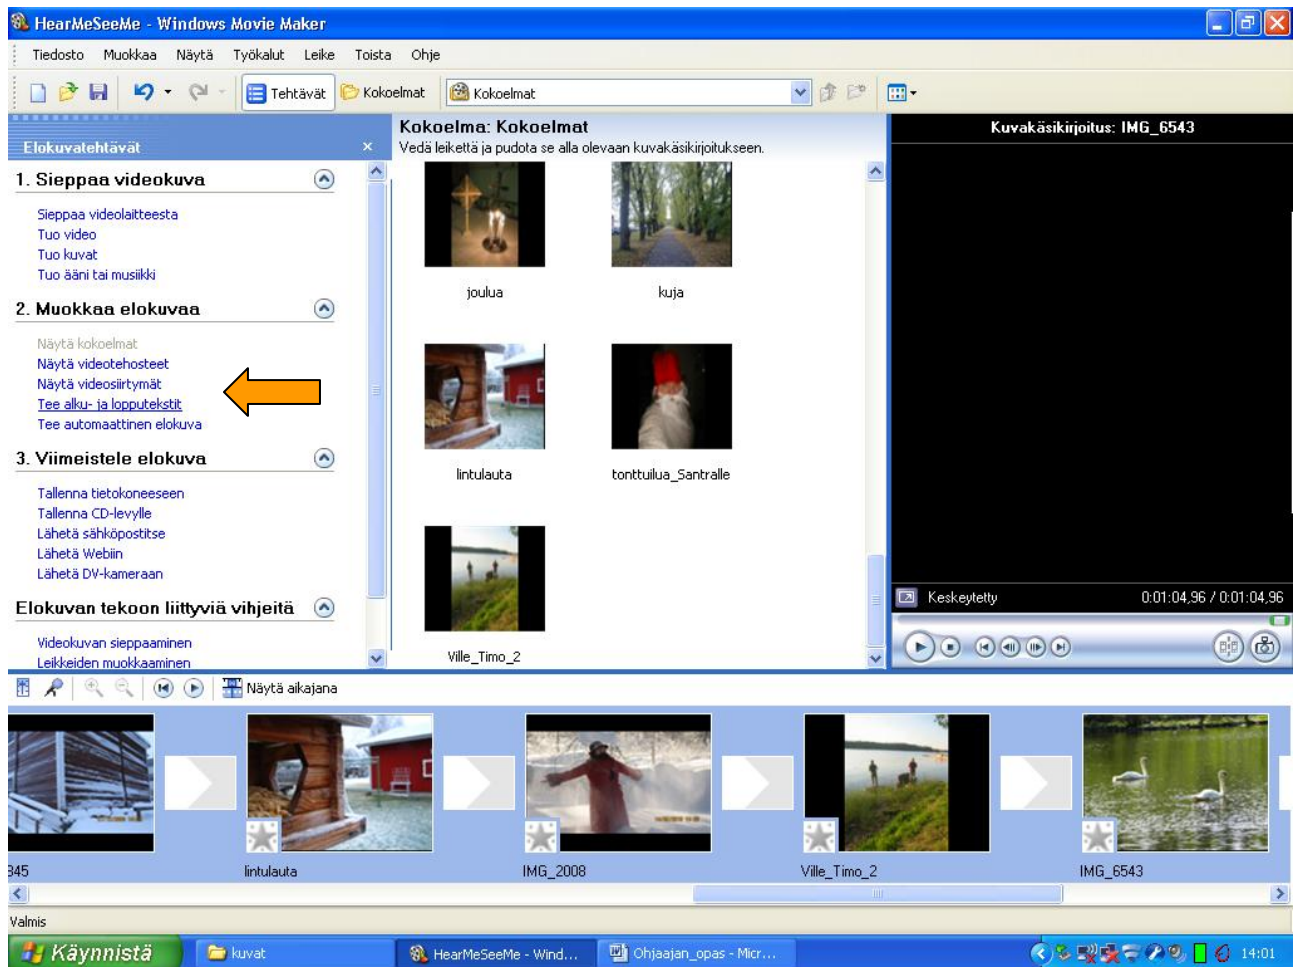 HearMeSeeMe - Windows Movie Maker
Tiedosto Muokkaa Näytä Työkalut Leike Toista Ohje
Tehtävät Kokoelmat Kokoelmat
Elokuvatehtävät
1. Sieppaa videokuva
Sieppaa videolaitteesta
Tuo video
Tuo kuvat
Tuo ääni tai musiikki
2. Muokkaa elokuvaa
Näytä kokoelmat
Näytä videotehosteet
Näytä videosiirtymät
Tee alku- ja lopputekstit
Tee automaattinen elokuva
3. Viimeistele elokuva
Tallenna tietokoneeseen
Tallenna CD-levylle
Lähetä sähköpostitse
Lähetä Webiin
Lähetä DV-kameraan
Elokuvan tekoon liittyviä vihjeitä
Videokuvan sieppaaminen
Leikkeiden muokkaaminen
Kokoelma: Kokoelmat
Vedä leikettä ja pudota se alla olevaan kuvakäsikirjoitukseen.
joulua kuja
lintulauta tonttuilua_Santralle
Ville_Timo_2
Kuvakäsikirjoitus: IMG_6543
Keskeytetty 0:01:04,96 / 0:01:04,96
Näytä aikajana
345 lintulauta IMG_2008 Ville_Timo_2 IMG_6543
Valmis
Käynnistä kuvat HearMeSeeMe - Wind... Ohjaajan_opas - Micr... 14:01